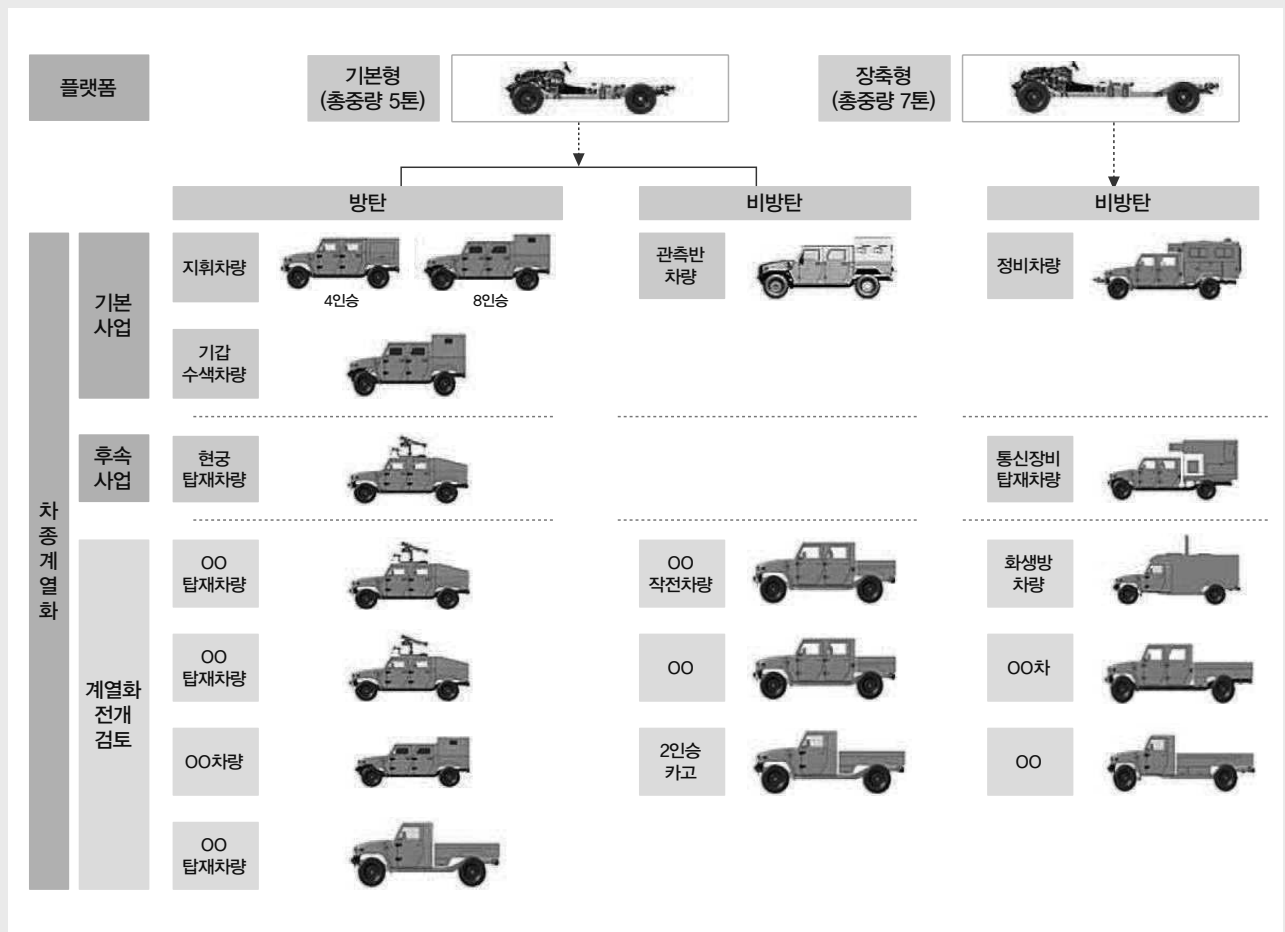 플랫폼
기본형
(총중량 5톤)
장축형
(총중량 7톤)
방탄
비방탄
비방탄
차종계열화
기본
사업
지휘차량
4인승
8인승
관측반
차량
정비차량
기갑
수색차량
후속
사업
현궁
탑재차량
통신장비
탑재차량
계열화
전개
검토
OO
탑재차량
OO
작전차량
화생방
차량
OO
탑재차량
OO
OO차
OO차량
2인승
카고
OO
OO
탑재차량